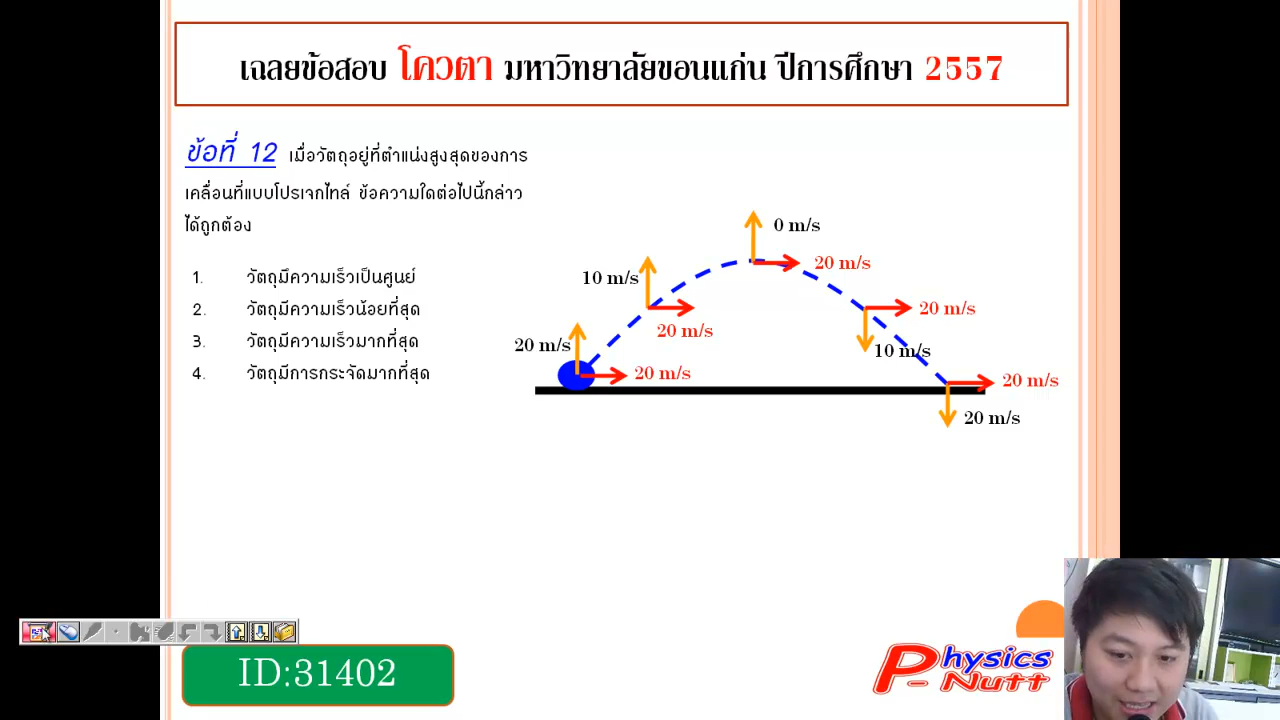 เฉลยข้อสอบ โควตา มหาวิทยาลัยขอนแก่น ปีการศึกษา 2557
ข้อที่ 12 เมื่อวัตถุอยู่ที่ตำแน่งสูงสุดของการ
เคลื่อนที่แบบโปรเจกไทล์ ข้อความใดต่อไปนี้กล่าว
ได้ถูกต้อง
1. วัตถุมีความเร็วเป็นศูนย์
2. วัตถุมีความเร็วน้อยที่สุด
3. วัตถุมีความเร็วมากที่สุด
4. วัตถุมีการกระจัดมากที่สุด
0 m/s
20 m/s
10 m/s
20 m/s
20 m/s
10 m/s
20 m/s
20 m/s
20 m/s
20 m/s
ID:31402
Physics
- Nutt